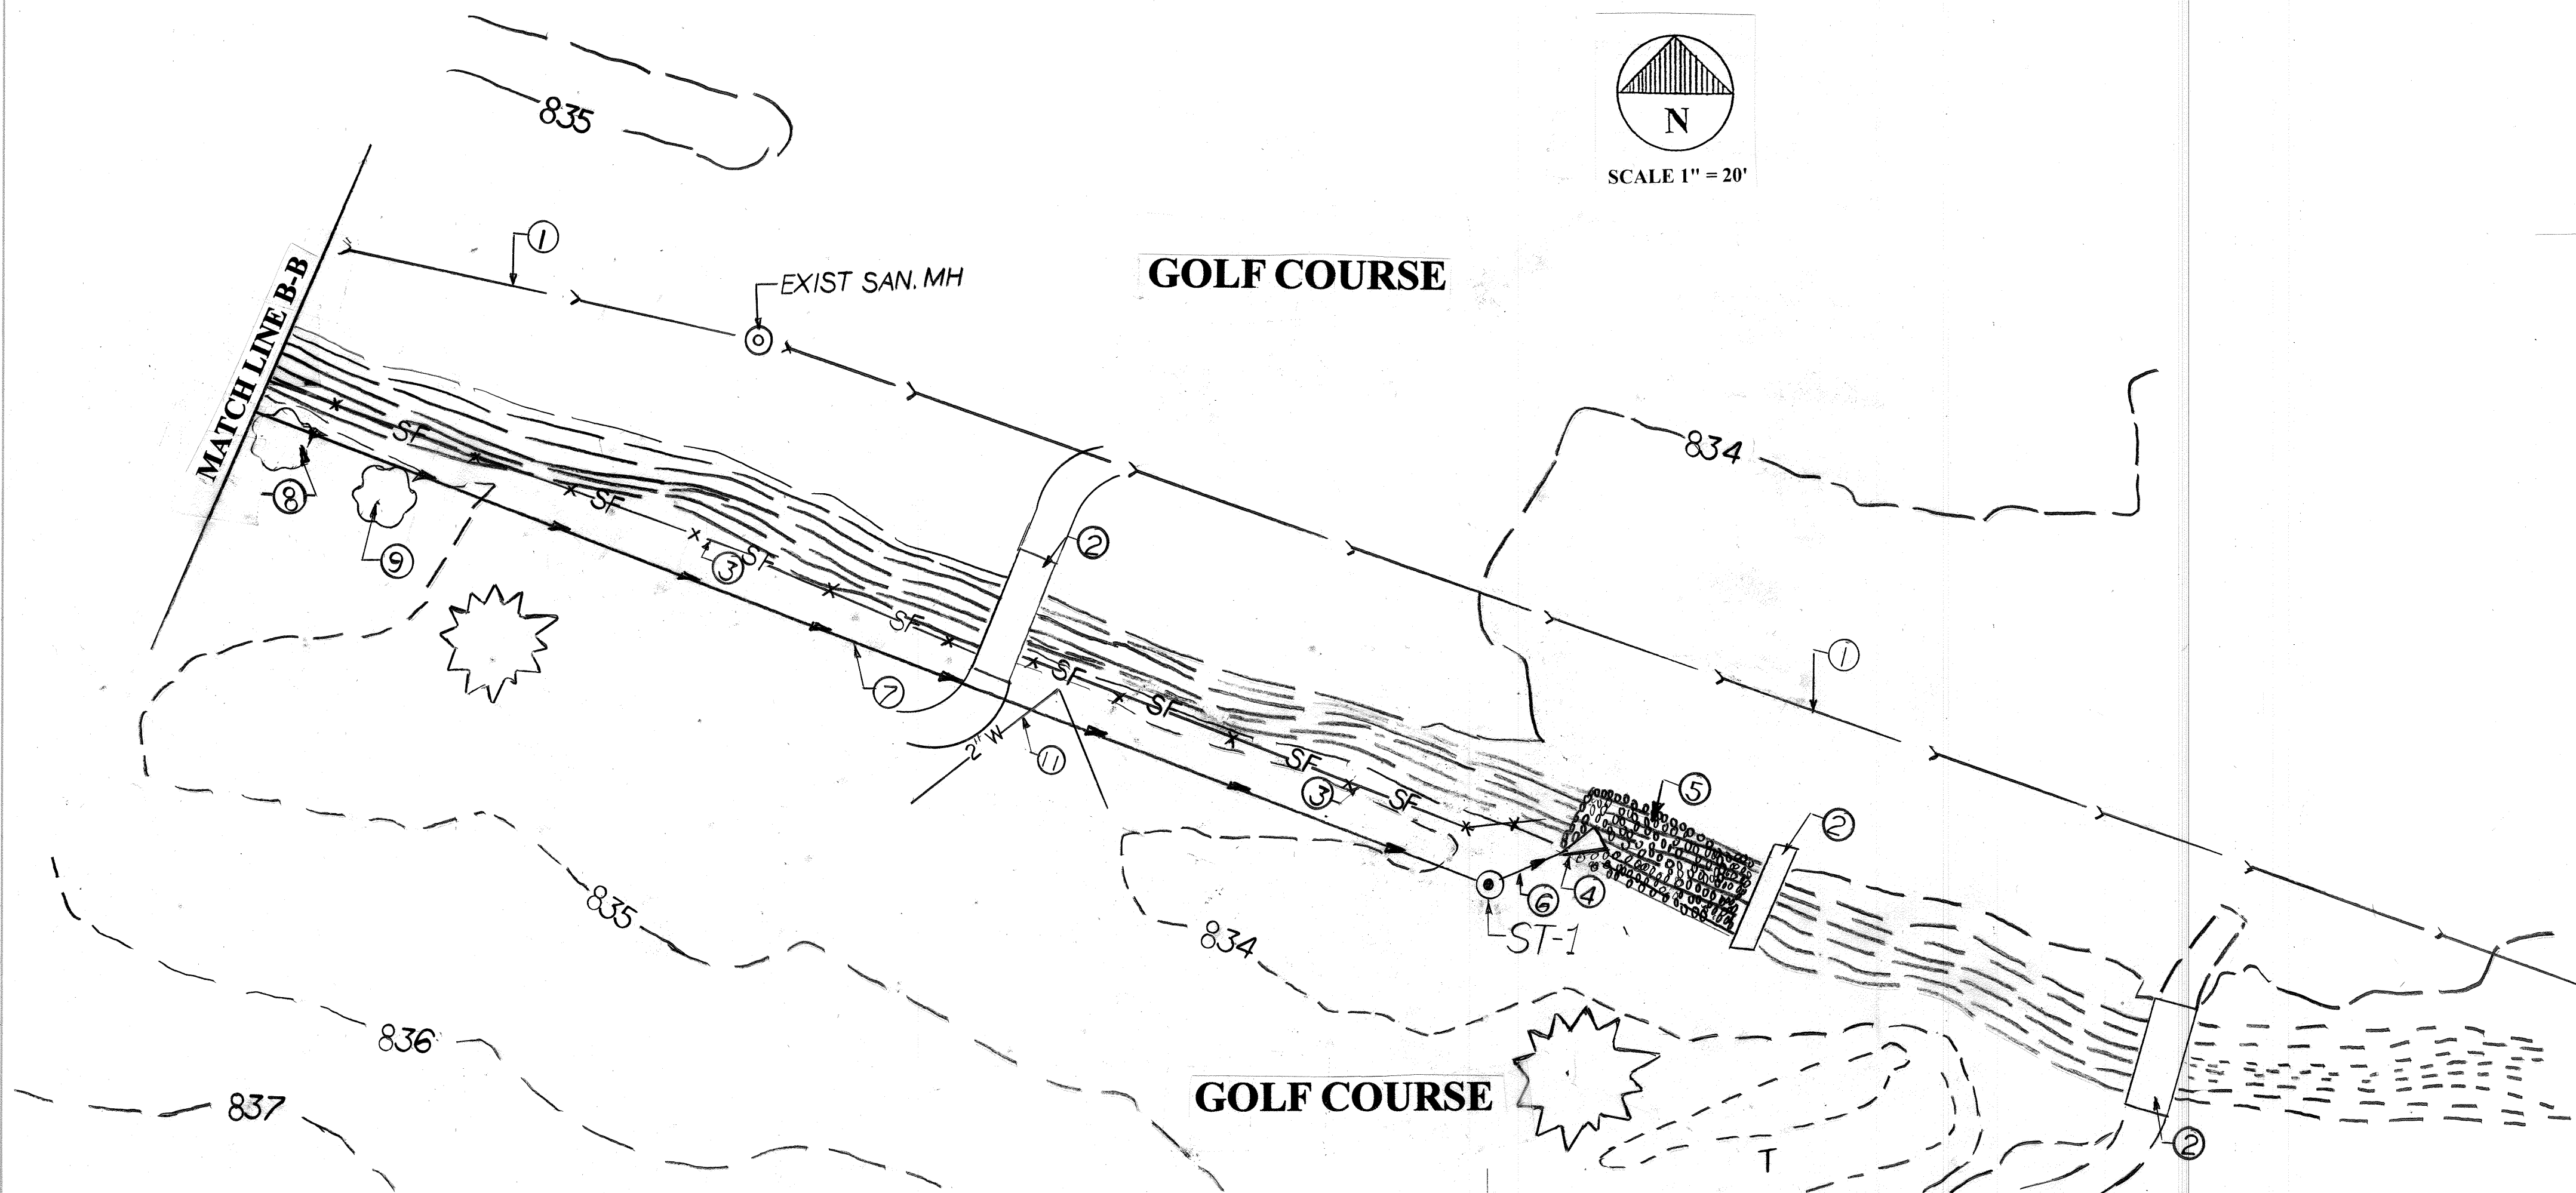 835
N
SCALE 1" = 20'
1
EXIST SAN. MH
GOLF COURSE
MATCH LINE B-B
834
SF
8
SF
9
3
SF
2
SF
1
7
SF
2" W
11
SF
SF
3
SF
5
2
6
4
ST-1
835
834
836
GOLF COURSE
837
T
2